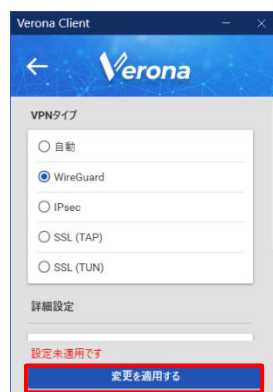 Verona Client
Verona
VPNタイプ
自動
WireGuard
IPsec
SSL (TAP)
SSL (TUN)
詳細設定
設定未適用です
変更を適用する